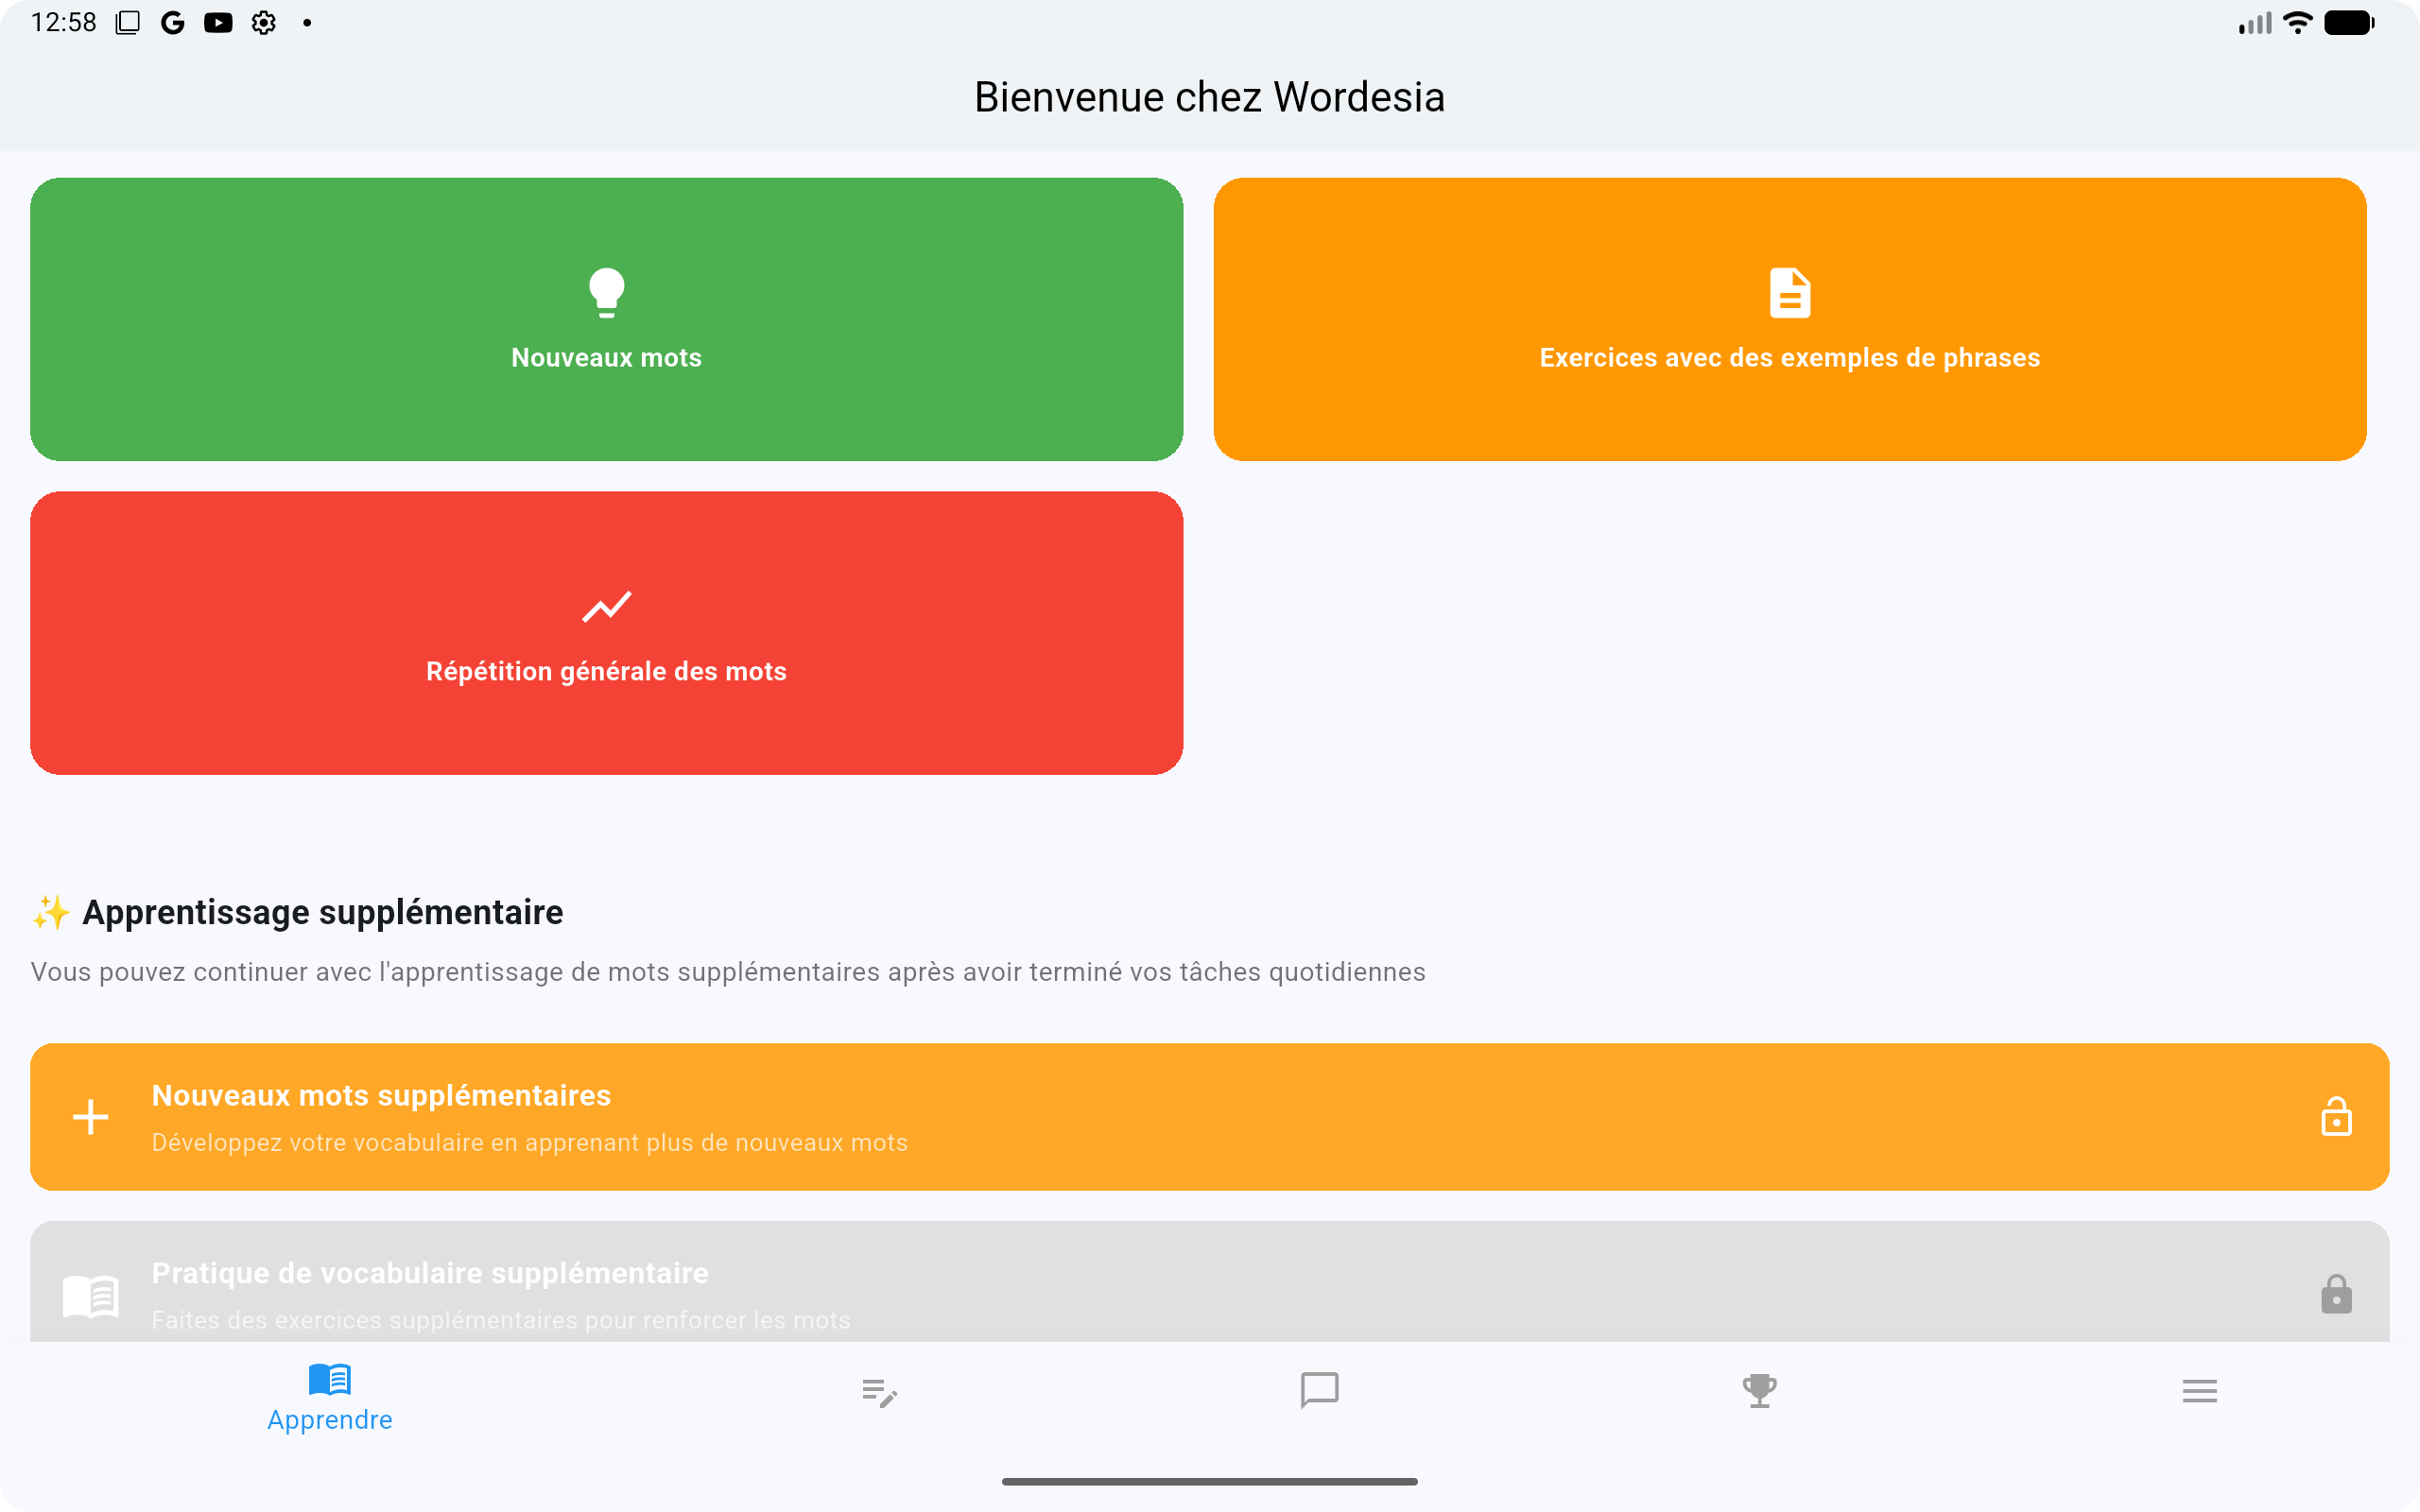 12:58
Bienvenue chez Wordesia
Nouveaux mots
Exercices avec des exemples de phrases
Répétition générale des mots
✨ Apprentissage supplémentaire
Vous pouvez continuer avec l'apprentissage de mots supplémentaires après avoir terminé vos tâches quotidiennes
Nouveaux mots supplémentaires
Développez votre vocabulaire en apprenant plus de nouveaux mots
Pratique de vocabulaire supplémentaire
Faites des exercices supplémentaires pour renforcer les mots
Apprendre